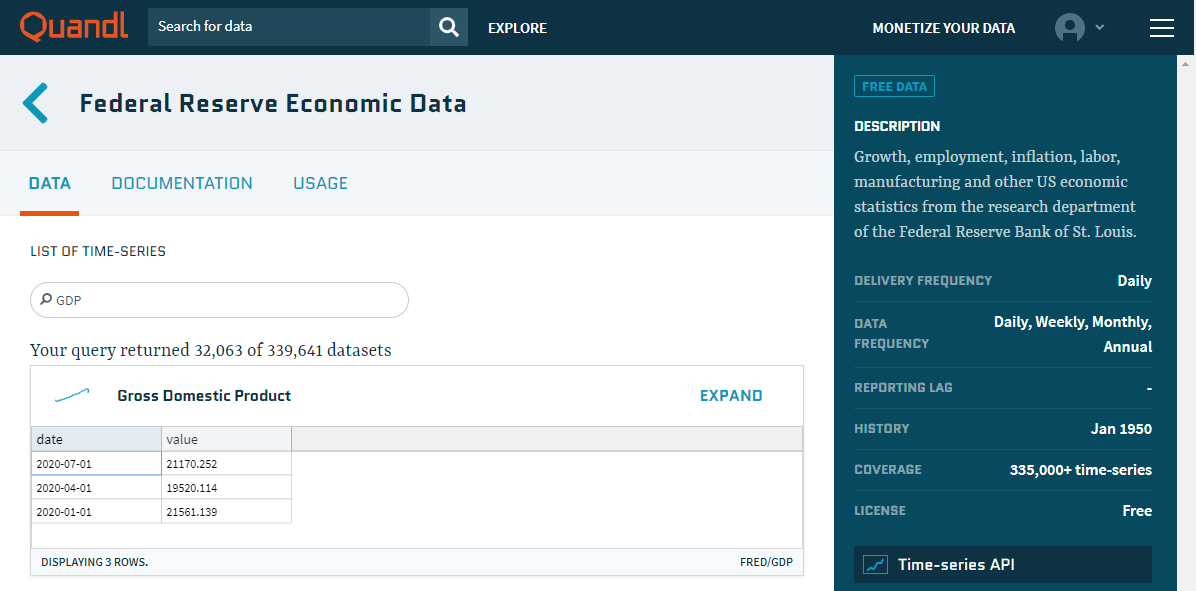 Quandl
Search for data
EXPLORE
MONETIZE YOUR DATA
Federal Reserve Economic Data
DATA
DOCUMENTATION
USAGE
LIST OF TIME-SERIES
GDP
Your query returned 32,063 of 339,641 datasets
Gross Domestic Product
EXPAND
date value
2020-07-01 21170.252
2020-04-01 19520.114
2020-01-01 21561.139
DISPLAYING 3 ROWS.
FRED/GDP
FREE DATA
DESCRIPTION
Growth, employment, inflation, labor,
manufacturing and other US economic
statistics from the research department
of the Federal Reserve Bank of St. Louis.
DELIVERY FREQUENCY Daily
DATA
FREQUENCY
Daily, Weekly, Monthly,
Annual
REPORTING LAG -
HISTORY Jan 1950
COVERAGE 335,000+ time-series
LICENSE Free
Time-series API